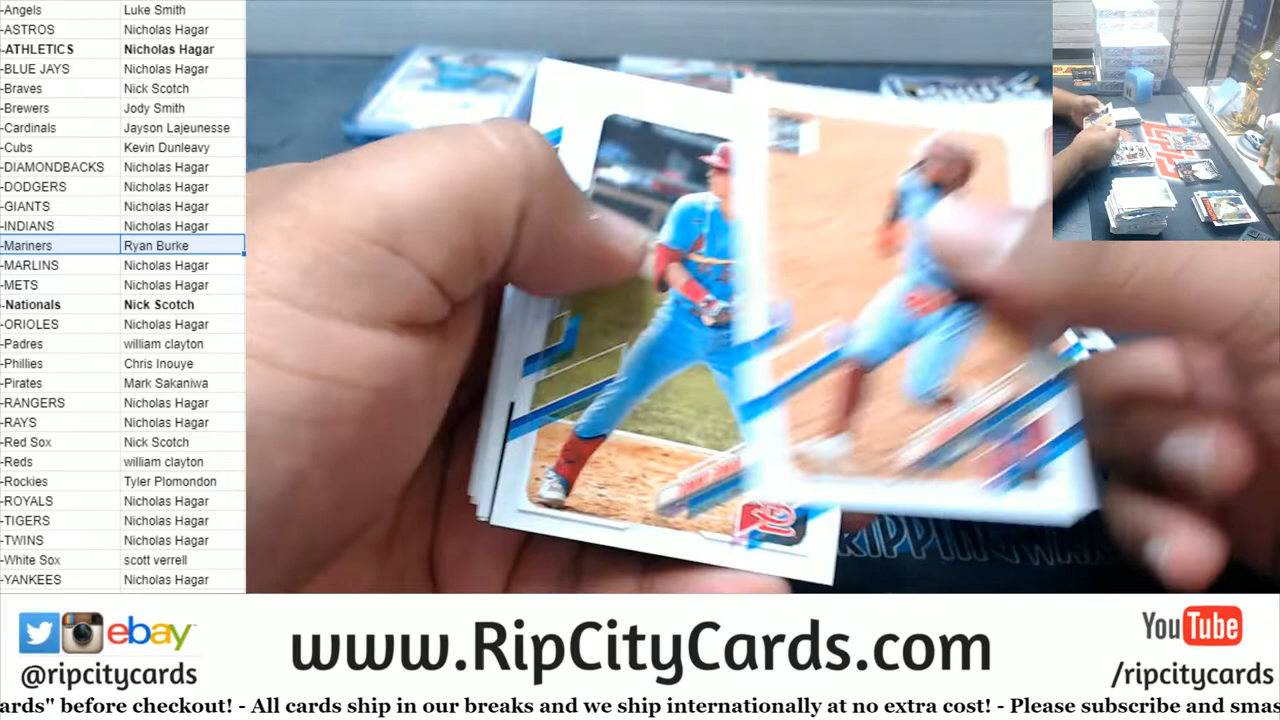 -Angels Luke Smith
-ASTROS Nicholas Hagar
-ATHLETICS Nicholas Hagar
-BLUE JAYS Nicholas Hagar
-Braves Nick Scotch
-Brewers Jody Smith
-Cardinals Jayson Lajeunesse
-Cubs Kevin Dunleavy
-DIAMONDBACKS Nicholas Hagar
-DODGERS Nicholas Hagar
-GIANTS Nicholas Hagar
-INDIANS Nicholas Hagar
-Mariners Ryan Burke
-MARLINS Nicholas Hagar
-METS Nicholas Hagar
-Nationals Nick Scotch
-ORIOLES Nicholas Hagar
-Padres william clayton
-Phillies Chris Inouye
-Pirates Mark Sakaniwa
-RANGERS Nicholas Hagar
-RAYS Nicholas Hagar
-Red Sox Nick Scotch
-Reds william clayton
-Rockies Tyler Plomondon
-ROYALS Nicholas Hagar
-TIGERS Nicholas Hagar
-TWINS Nicholas Hagar
-White Sox scott verrell
-YANKEES Nicholas Hagar
ebay
@ripcitycards
www.RipCityCards.com
YouTube
/ripcitycards
ards" before checkout! - All cards ship in our breaks and we ship internationally at no extra cost! - Please subscribe and smas